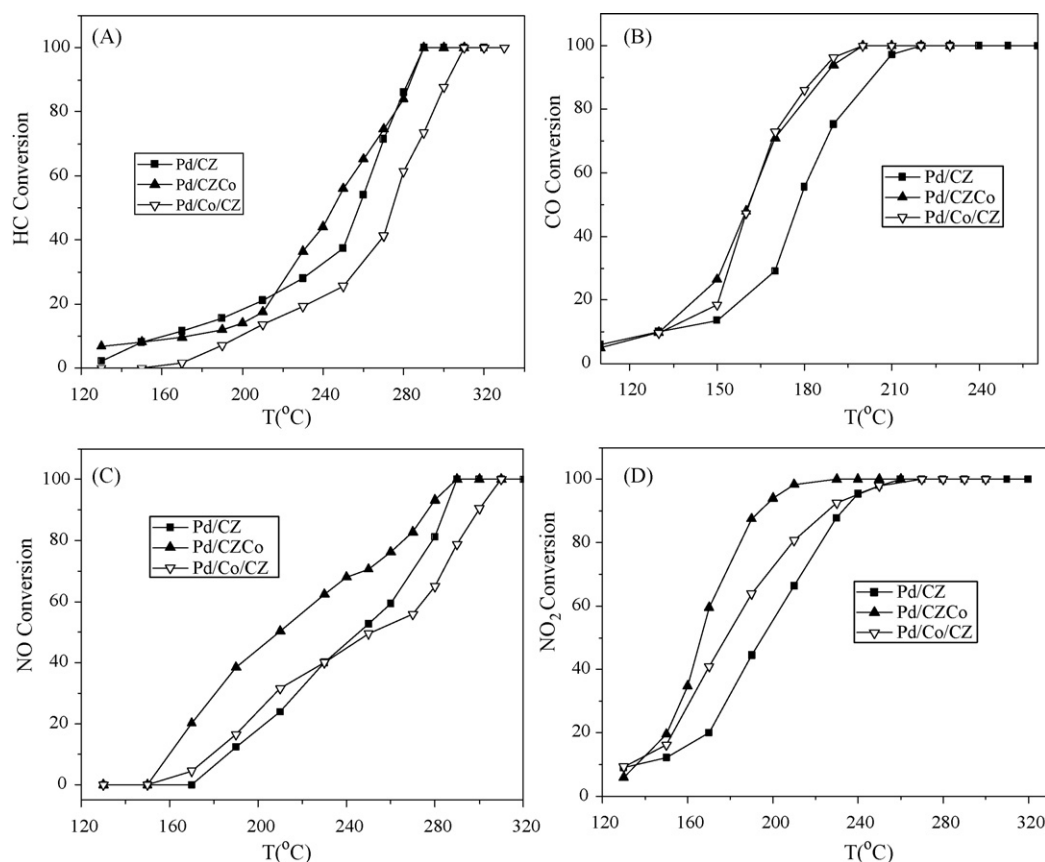 (A)
HC Conversion
100
80
60
40
20
0
Pd/CZ
Pd/CZCo
Pd/Co/CZ
120 160 200 240 280 320
T(°C)
(B)
CO Conversion
100
80
60
40
20
0
Pd/CZ
Pd/CZCo
Pd/Co/CZ
120 150 180 210 240
T(°C)
(C)
NO Conversion
100
80
60
40
20
0
Pd/CZ
Pd/CZCo
Pd/Co/CZ
120 160 200 240 280 320
T(°C)
(D)
NO₂ Conversion
100
80
60
40
20
0
Pd/CZ
Pd/CZCo
Pd/Co/CZ
120 160 200 240 280 320
T(°C)